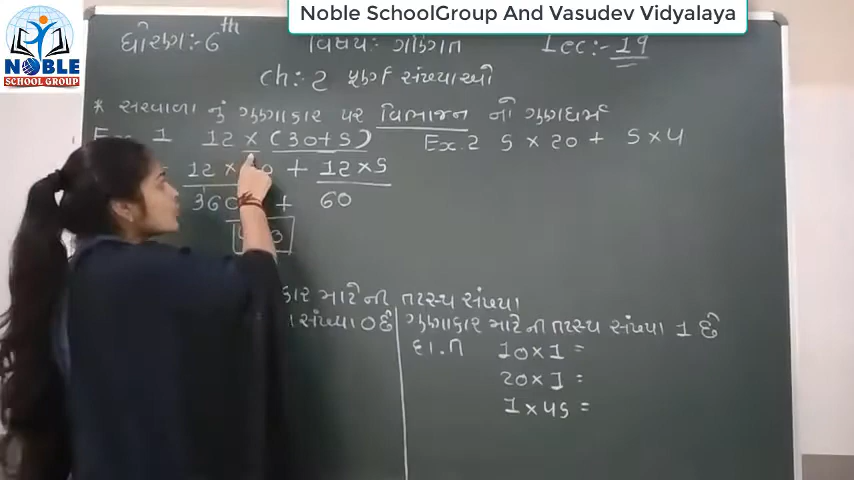 Noble SchoolGroup And Vasudev Vidyalaya
NOBLE
SCHOOL GROUP
ધોરણ:- 6th વિષય:- ગણિત Lec:- 19
Ch:- 2 પૂર્ણ સંખ્યાઓ
* સરવાળા નું ગુણાકાર પર વિભાજન નો ગુણધર્મ
Ex. 1 12 × (30+5)
Ex. 2 5 × 20 + 5 × 4
12 × 0 + 12 × 5
360 + 60
કાર માટેની તટસ્થ સંખ્યા
સંખ્યા 0 છે
ગુણાકાર માટેની તટસ્થ સંખ્યા 1 છે
દા.ત 10 × 1 =
20 × 1 =
1 × 45 =